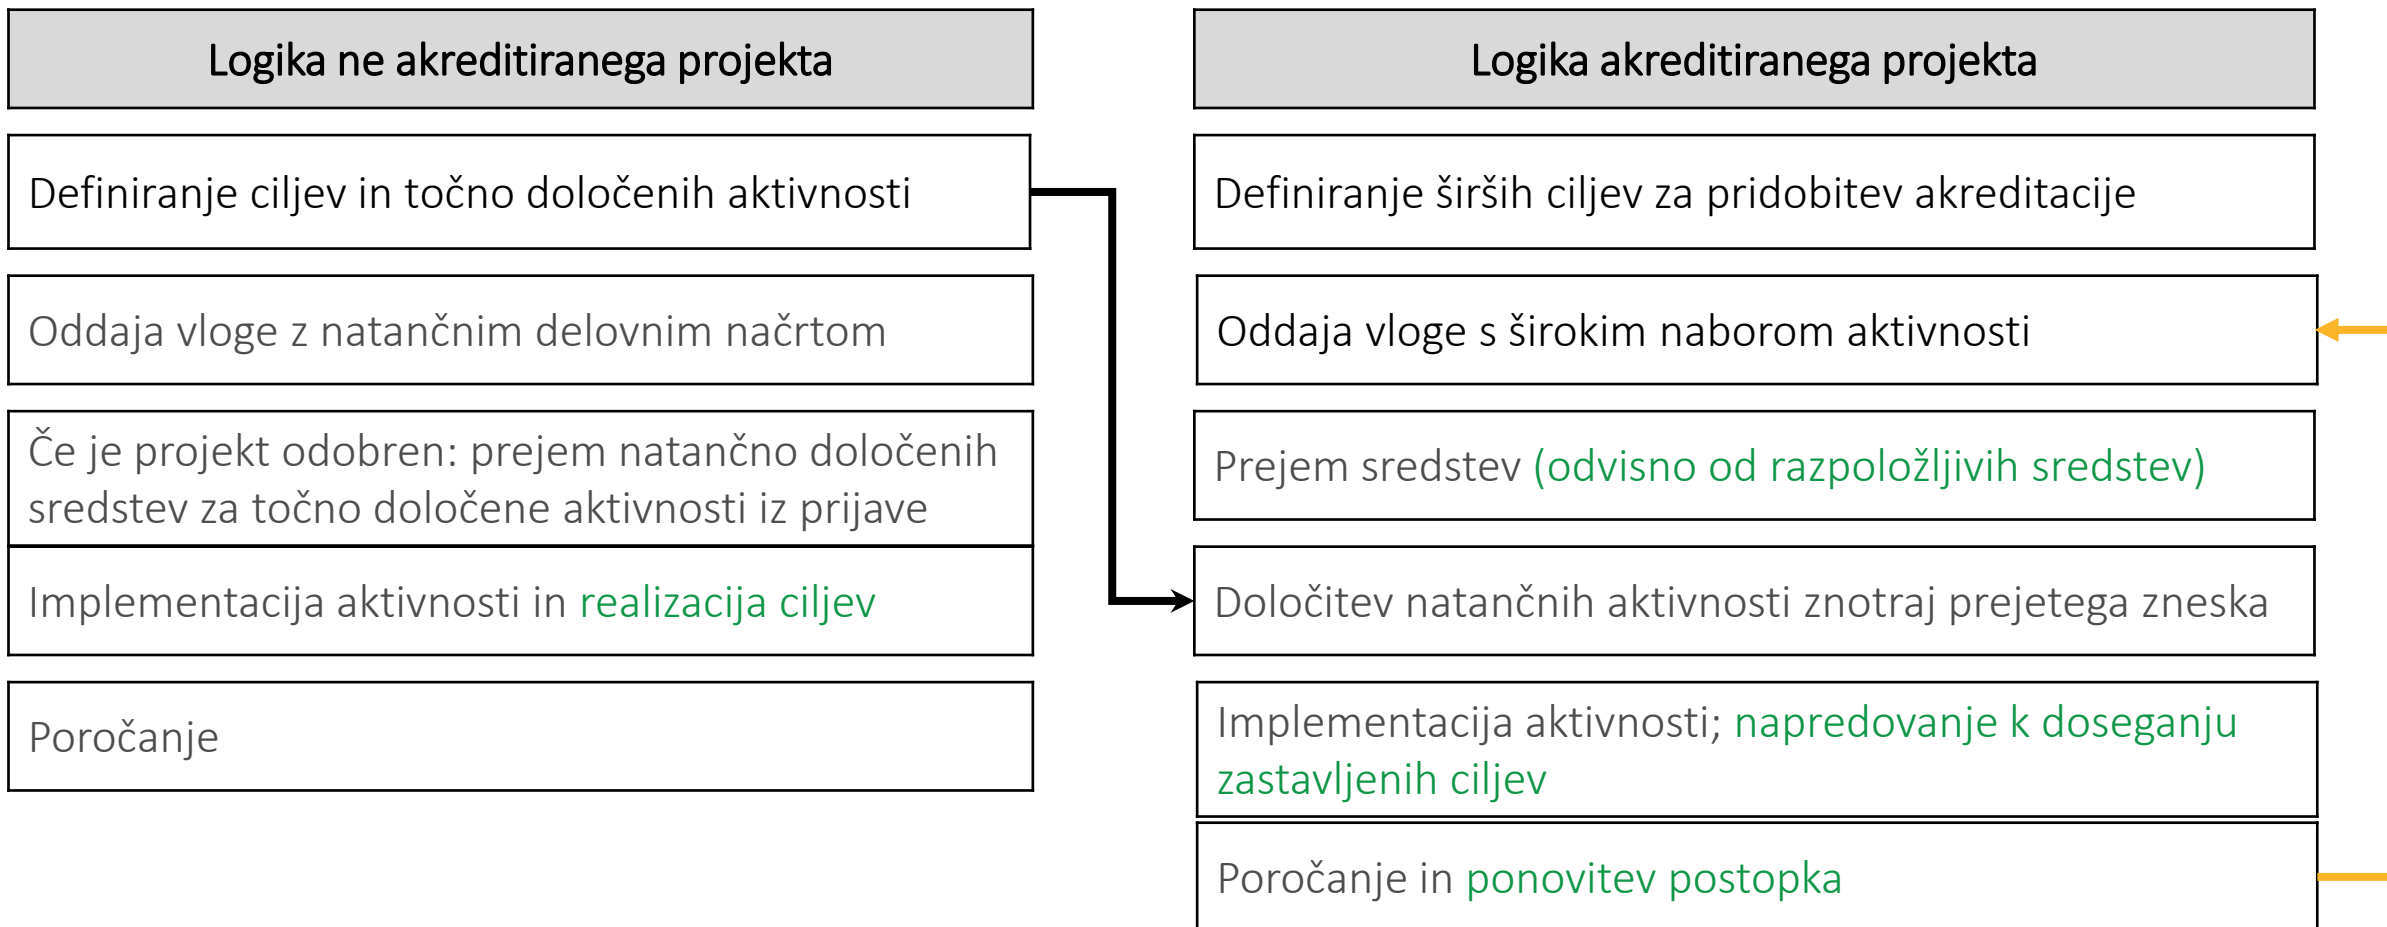 Logika ne akreditiranega projekta
Definiranje ciljev in točno določenih aktivnosti
Oddaja vloge z natančnim delovnim načrtom
Če je projekt odobren: prejem natančno določenih
sredstev za točno določene aktivnosti iz prijave
Implementacija aktivnosti in realizacija ciljev
Poročanje
Logika akreditiranega projekta
Definiranje širših ciljev za pridobitev akreditacije
Oddaja vloge s širokim naborom aktivnosti
Prejem sredstev (odvisno od razpoložljivih sredstev)
Določitev natančnih aktivnosti znotraj prejetega zneska
Implementacija aktivnosti; napredovanje k doseganju
zastavljenih ciljev
Poročanje in ponovitev postopka